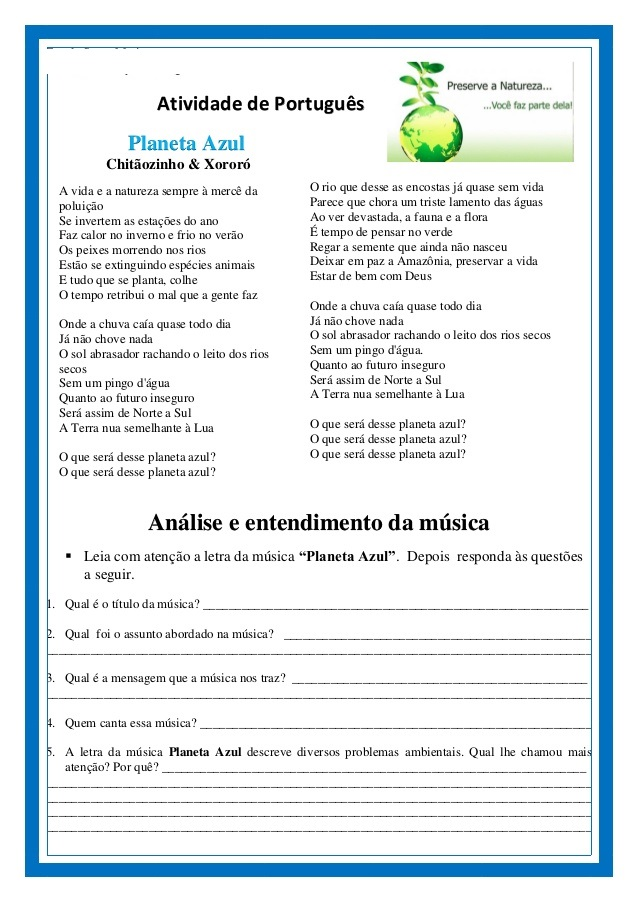 Preserve a Natureza...
...Você faz parte dela!
Atividade de Português
Planeta Azul
Chitãozinho & Xororó
A vida e a natureza sempre à mercê da
poluição
Se invertem as estações do ano
Faz calor no inverno e frio no verão
Os peixes morrendo nos rios
Estão se extinguindo espécies animais
E tudo que se planta, colhe
O tempo retribui o mal que a gente faz
Onde a chuva caía quase todo dia
Já não chove nada
O sol abrasador rachando o leito dos rios
secos
Sem um pingo d'água
Quanto ao futuro inseguro
Será assim de Norte a Sul
A Terra nua semelhante à Lua
O que será desse planeta azul?
O que será desse planeta azul?
O rio que desse as encostas já quase sem vida
Parece que chora um triste lamento das águas
Ao ver devastada, a fauna e a flora
É tempo de pensar no verde
Regar a semente que ainda não nasceu
Deixar em paz a Amazônia, preservar a vida
Estar de bem com Deus
Onde a chuva caía quase todo dia
Já não chove nada
O sol abrasador rachando o leito dos rios secos
Sem um pingo d'água.
Quanto ao futuro inseguro
Será assim de Norte a Sul
A Terra nua semelhante à Lua
O que será desse planeta azul?
O que será desse planeta azul?
O que será desse planeta azul?
Análise e entendimento da música
▪ Leia com atenção a letra da música “Planeta Azul”. Depois responda às questões
a seguir.
1. Qual é o título da música?
2. Qual foi o assunto abordado na música?
3. Qual é a mensagem que a música nos traz?
4. Quem canta essa música?
5. A letra da música Planeta Azul descreve diversos problemas ambientais. Qual lhe chamou mais
atenção? Por quê?